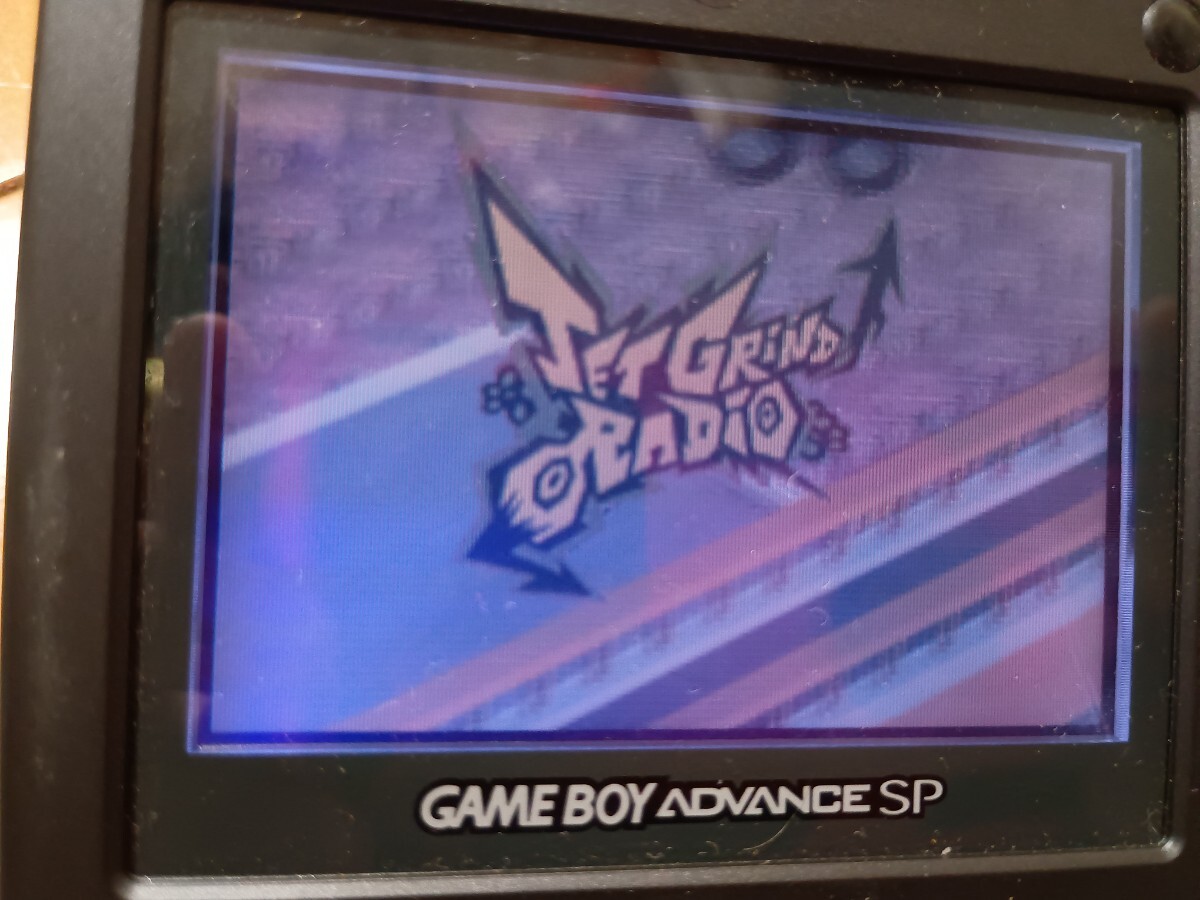 JET GRIND
RADIO
GAME BOY ADVANCE SP